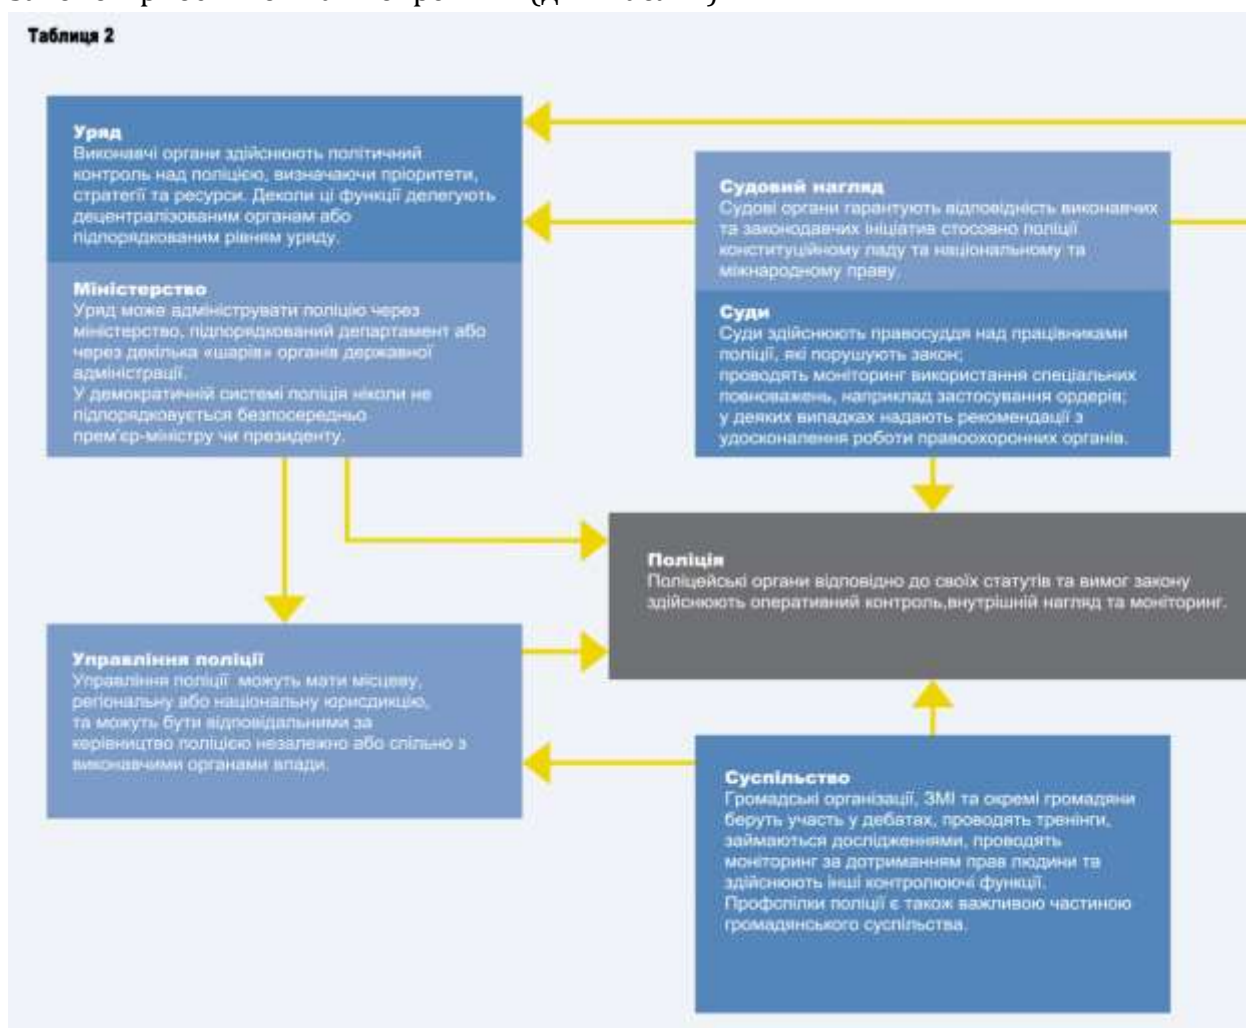 Таблиця 2
Уряд
Виконавчі органи здійснюють політичний
контроль над поліцією, визначаючи пріоритети,
стратегії та ресурси. Деколи ці функції делегують
децентралізованим органам або
підпорядкованим рівням уряду.
Міністерство
Уряд може адмініструвати поліцію через
міністерство, підпорядкований департамент або
через декілька «шарів» органів державної
адміністрації.
У демократичній системі поліція ніколи не
підпорядковується безпосередньо
прем'єр-міністру чи президенту.
Судовий нагляд
Судові органи гарантують відповідність виконавчих
та законодавчих ініціатив стосовно поліції
конституційному ладу та національному та
міжнародному праву.
Суди
Суди здійснюють правосуддя над працівниками
поліції, які порушують закон;
проводять моніторинг використання спеціальних
повноважень, наприклад застосування ордерів;
у деяких випадках надають рекомендації з
удосконалення роботи правоохоронних органів.
Поліція
Поліцейські органи відповідно до своїх статутів та вимог закону
здійснюють оперативний контроль,внутрішній нагляд та моніторинг.
Управління поліції
Управління поліції можуть мати місцеву,
регіональну або національну юрисдикцію,
та можуть бути відповідальними за
керівництво поліцією незалежно або спільно з
виконавчими органами влади.
Суспільство
Громадські організації, ЗМІ та окремі громадяни
беруть участь у дебатах, проводять тренінги,
займаються дослідженнями, проводять
моніторинг за дотриманням прав людини та
здійснюють інші контролюючі функції.
Профспілки поліції є також важливою частиною
громадянського суспільства.